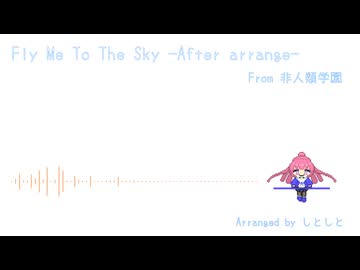 Fly Me To The Sky -After arrange-
From 非人類学園
Arranged by しとしと